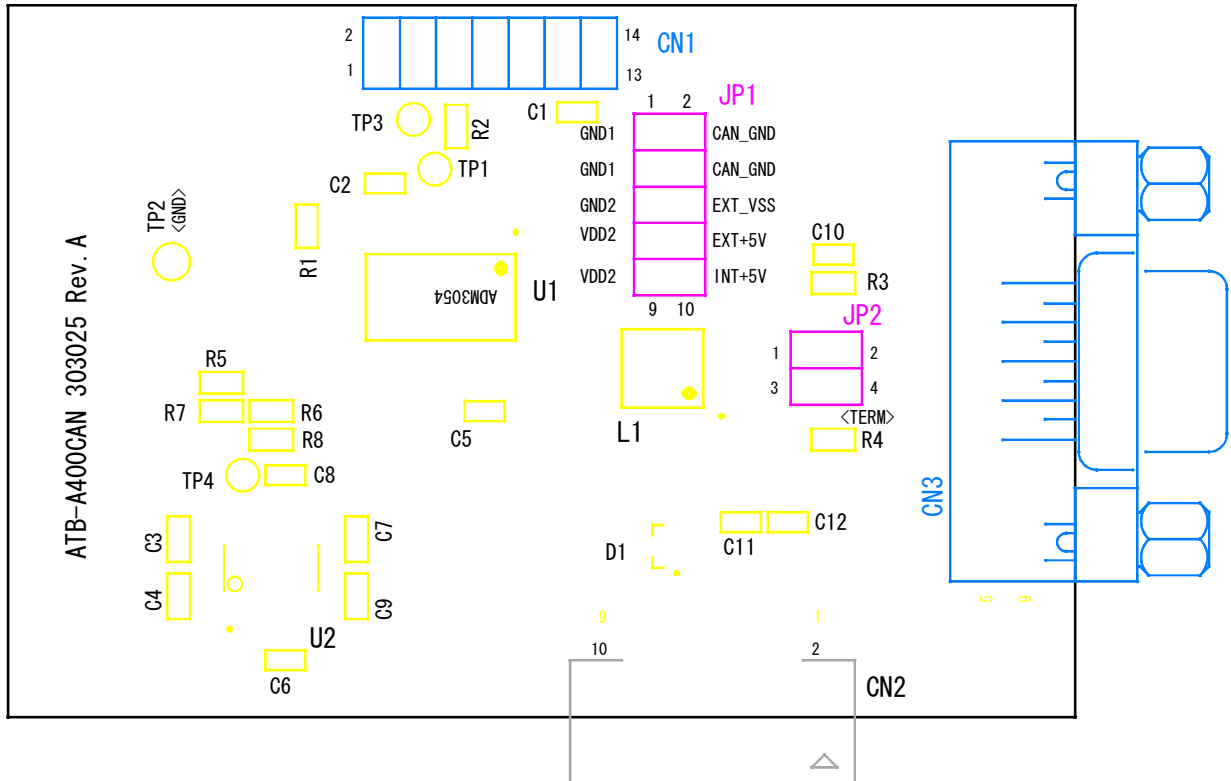 2 14 CN1
1 13
JP1
1 2
TP3 R2 C1
GND1 CAN_GND
TP1 GND1 CAN_GND
C2
GND2 EXT_VSS
TP2 <GND>
VDD2 EXT+5V
C10
R1
VDD2 INT+5V
R3
ADM3054 U1
9 10
JP2
1 2
3 4
<TERM>
R5
R7 R6
R8
C5
L1
R4
TP4 C8
ATB-A400CAN 303025 Rev. A
CN3
C3 C7
C4 C9
U2
C6
D1
C11 C12
5 9
9 1
10 2
CN2